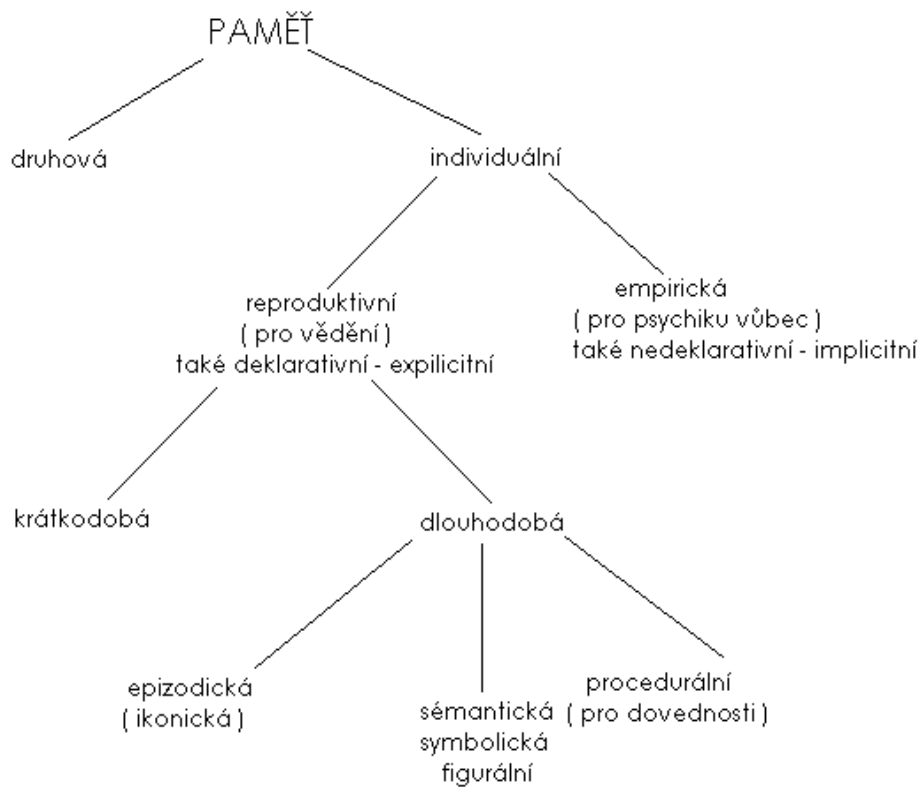 PAMĚŤ
druhová
individuální
reproduktivní
( pro vědění )
také deklarativní - expilicitní
empirická
( pro psychiku vůbec )
také nedeklarativní - implicitní
krátkodobá
dlouhodobá
epizodická
( ikonická )
sémantická
symbolická
figurální
procedurální
( pro dovednosti )